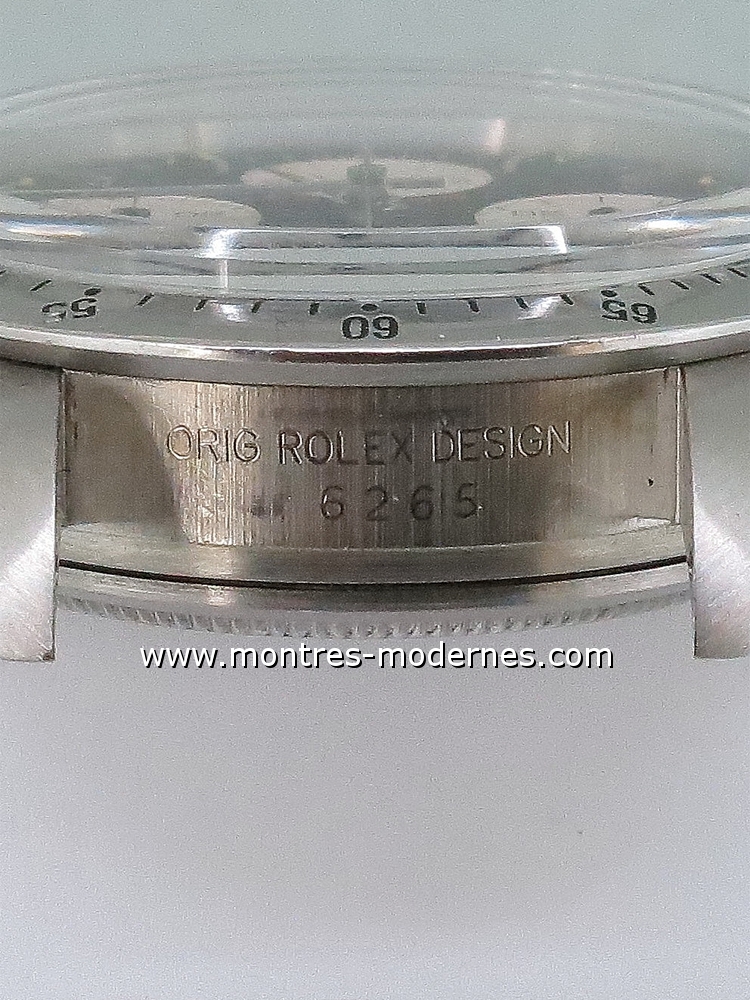 55 60 65
ORIG ROLEX DESIGN
6265
www.montres-modernes.com